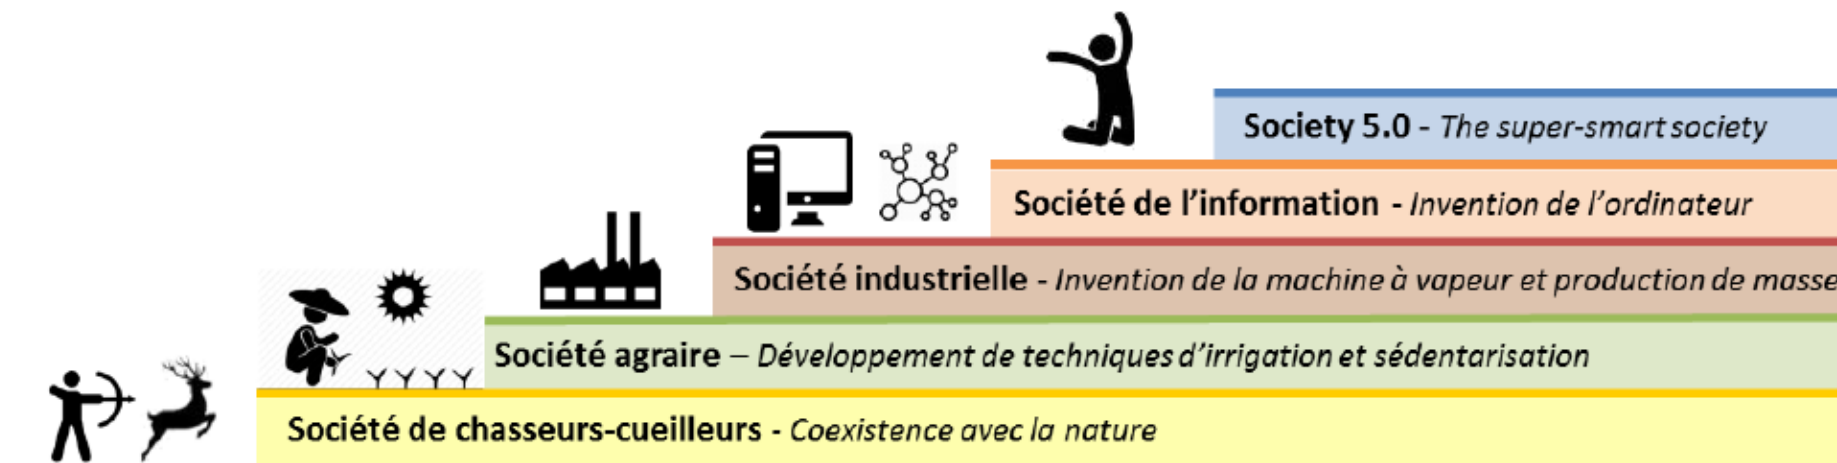 Society 5.0 - The super-smart society
Société de l’information - Invention de l’ordinateur
Société industrielle - Invention de la machine à vapeur et production de masse
Société agraire – Développement de techniques d’irrigation et sédentarisation
Société de chasseurs-cueilleurs - Coexistence avec la nature